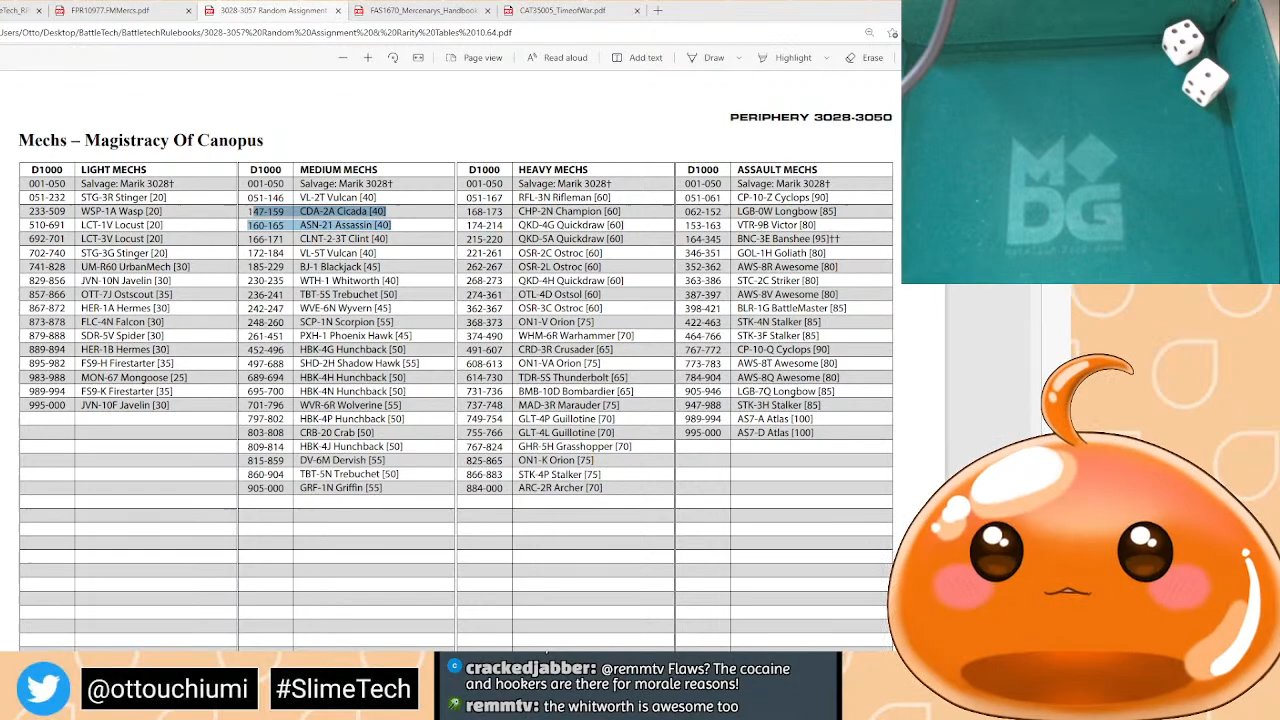 FPR10977.FMMercs.pdf
3028-3057 Random Assignment
FAS1670_Mercenarys_Handbook
CAT35005_TimeofWar.pdf
sers/Otto/Desktop/BattleTech/BattletechRulebooks/3028-3057%20Random%20Assignment%20&%20Rarity%20Tables%201.64.pdf
Page view
Read aloud
Add text
Draw
Highlight
Erase
PERIPHERY 3028-3050
Mechs – Magistracy Of Canopus
D1000 LIGHT MECHS D1000 MEDIUM MECHS D1000 HEAVY MECHS D1000 ASSAULT MECHS
001-050 Salvage: Marik 3028† 001-050 Salvage: Marik 3028† 001-050 Salvage: Marik 3028† 001-050 Salvage: Marik 3028†
051-232 STG-3R Stinger [20] 051-146 VL-2T Vulcan [40] 051-167 RFL-3N Rifleman [60] 051-061 CP-10-Z Cyclops [90]
233-509 WSP-1A Wasp [20] 147-159 CDA-2A Cicada [40] 168-173 CHP-2N Champion [60] 062-152 LGB-0W Longbow [85]
510-691 LCT-1V Locust [20] 160-165 ASN-21 Assassin [40] 174-214 QKD-4G Quickdraw [60] 153-163 VTR-9B Victor [80]
692-701 LCT-3V Locust [20] 166-171 CLNT-2-3T Clint [40] 215-220 QKD-5A Quickdraw [60] 164-345 BNC-3E Banshee [95]††
702-740 STG-3G Stinger [20] 172-184 VL-5T Vulcan [40] 221-261 OSR-2C Ostroc [60] 346-351 GOL-1H Goliath [80]
741-828 UM-R60 UrbanMech [30] 185-229 BJ-1 Blackjack [45] 262-267 OSR-2L Ostroc [60] 352-362 AWS-8R Awesome [80]
829-856 JVN-10N Javelin [30] 230-235 WTH-1 Whitworth [40] 268-273 QKD-4H Quickdraw [60] 363-386 STC-2C Striker [80]
857-866 OTT-7J Ostscout [35] 236-241 TBT-5S Trebuchet [50] 274-361 OTL-4D Ostsol [60] 387-397 AWS-8V Awesome [80]
867-872 HER-1A Hermes [30] 242-247 WVE-6N Wyvern [45] 362-367 OSR-3C Ostroc [60] 398-421 BLR-1G BattleMaster [85]
873-878 FLC-4N Falcon [30] 248-260 SCP-1N Scorpion [55] 368-373 ON1-V Orion [75] 422-463 STK-4N Stalker [85]
879-888 SDR-5V Spider [30] 261-451 PXH-1 Phoenix Hawk [45] 374-490 WHM-6R Warhammer [70] 464-766 STK-3F Stalker [85]
889-894 HER-1B Hermes [30] 452-496 HBK-4G Hunchback [50] 491-607 CRD-3R Crusader [65] 767-772 CP-10-Q Cyclops [90]
895-982 FS9-H Firestarter [35] 497-688 SHD-2H Shadow Hawk [55] 608-613 ON1-VA Orion [75] 773-783 AWS-8T Awesome [80]
983-988 MON-67 Mongoose [25] 689-694 HBK-4H Hunchback [50] 614-730 TDR-5S Thunderbolt [65] 784-904 AWS-8Q Awesome [80]
989-994 FS9-K Firestarter [35] 695-700 HBK-4N Hunchback [50] 731-736 BMB-10D Bombardier [65] 905-946 LGB-7Q Longbow [85]
995-000 JVN-10F Javelin [30] 701-796 WVR-6R Wolverine [55] 737-748 MAD-3R Marauder [75] 947-988 STK-3H Stalker [85]
797-802 HBK-4P Hunchback [50] 749-754 GLT-4P Guillotine [70] 989-994 AS7-A Atlas [100]
803-808 CRB-20 Crab [50] 755-766 GLT-4L Guillotine [70] 995-000 AS7-D Atlas [100]
809-814 HBK-4J Hunchback [50] 767-824 GHR-5H Grasshopper [70]
815-859 DV-6M Dervish [55] 825-865 ON1-K Orion [75]
860-904 TBT-5N Trebuchet [50] 866-883 STK-4P Stalker [75]
905-000 GRF-1N Griffin [55] 884-000 ARC-2R Archer [70]
M DG
@ottouchiumi
#SlimeTech
crackedjabber: @remmtv Flaws? The cocaine
and hookers are there for morale reasons!
remmtv: the whitworth is awesome too